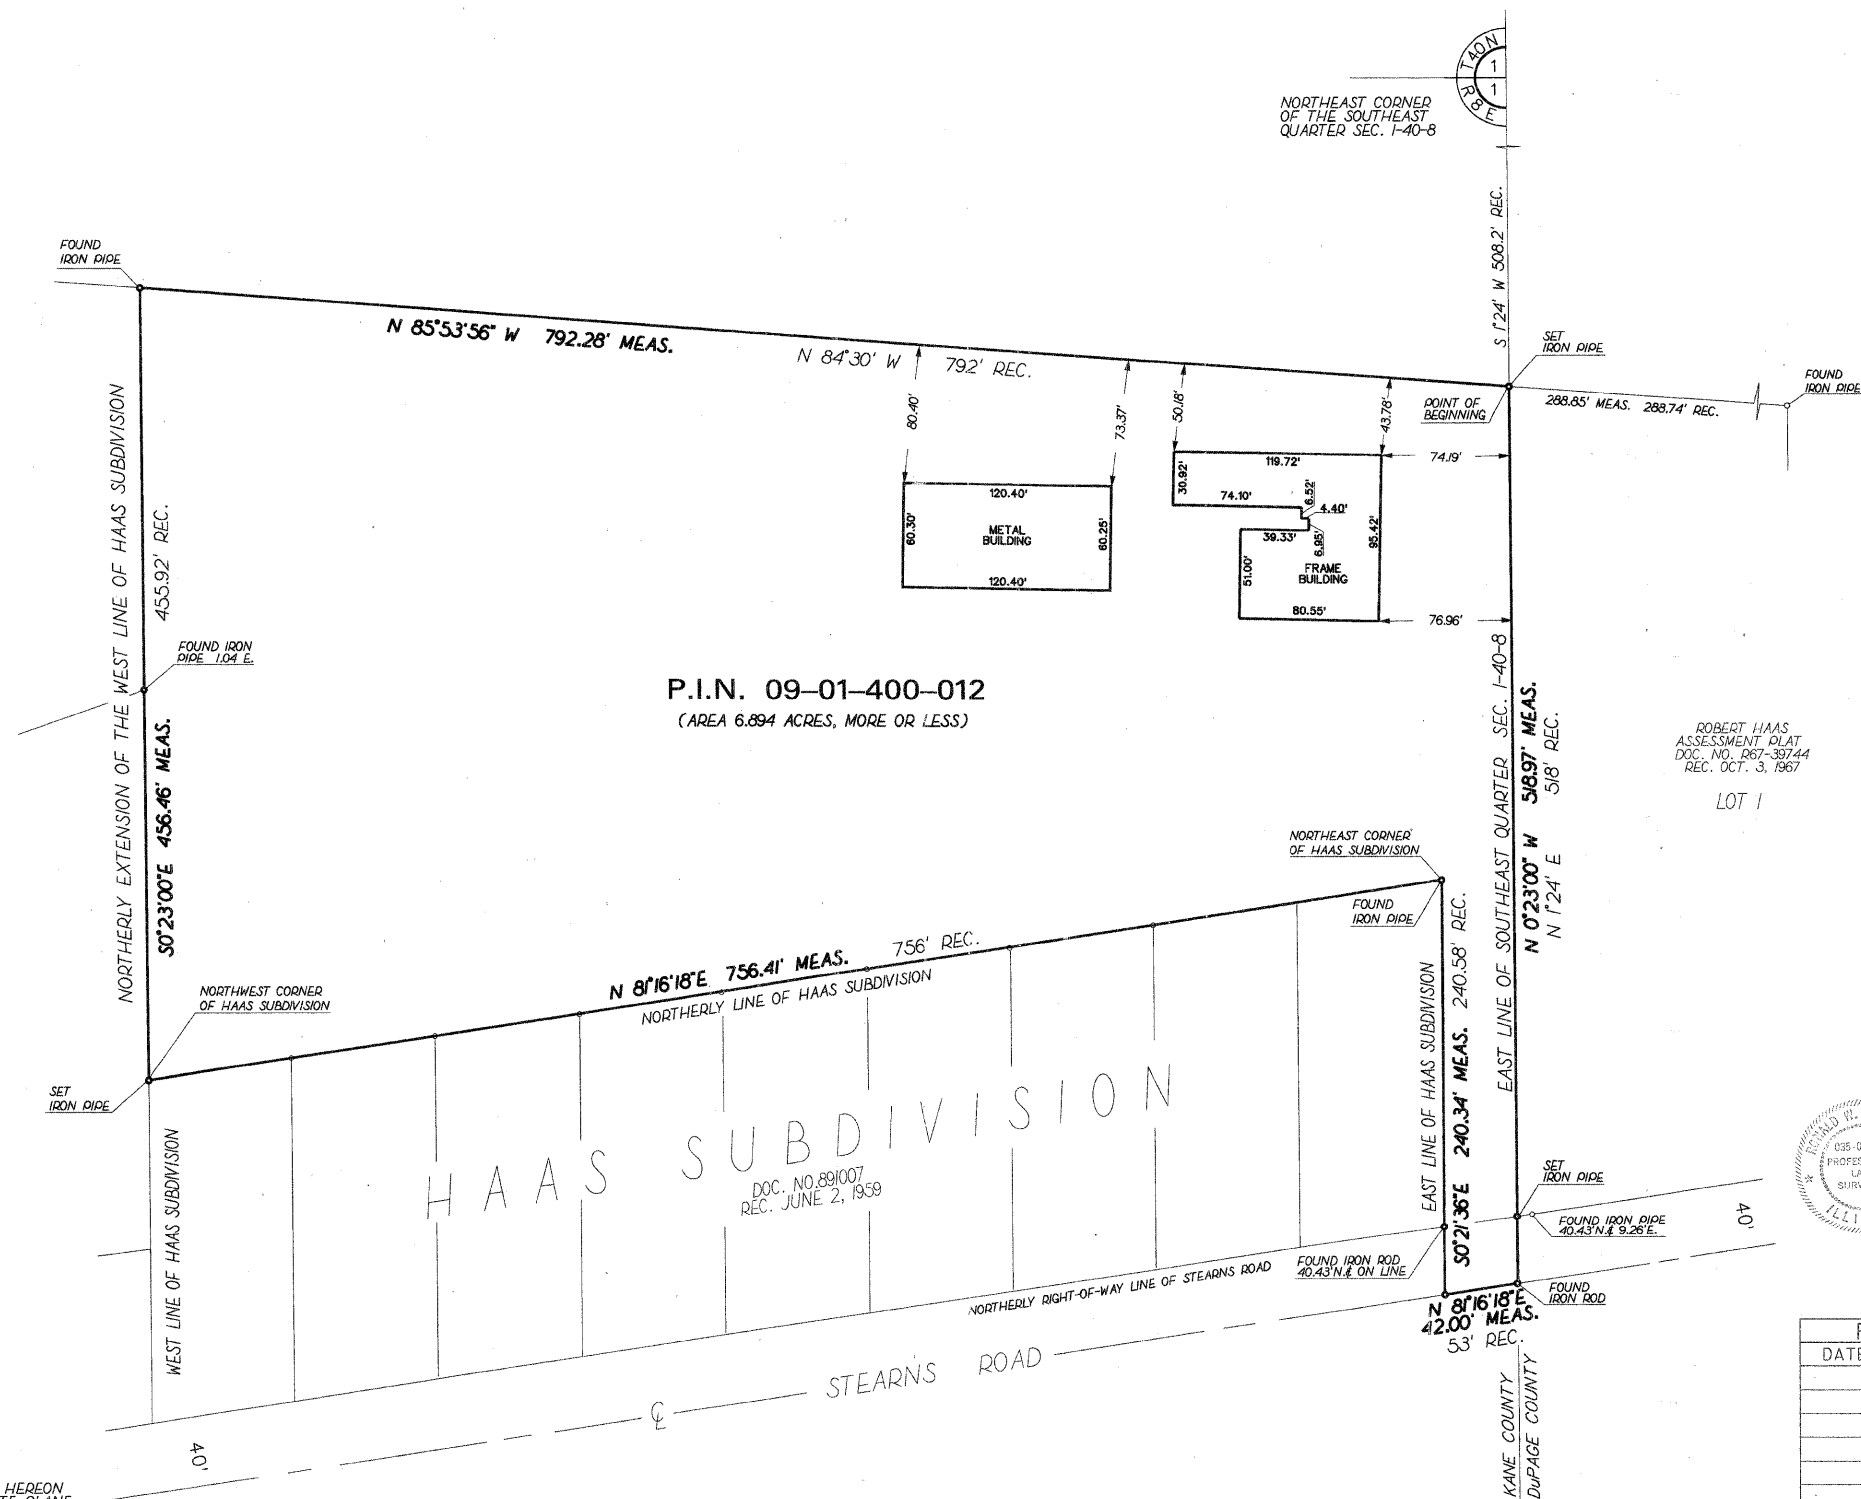 T40N
1
1
R8E
NORTHEAST CORNER
OF THE SOUTHEAST
QUARTER SEC. 1-40-8
S 1°24' W 508.2' REC.
FOUND
IRON PIPE
N 85°53'56" W 792.28' MEAS.
N 84°30' W 792' REC.
SET
IRON PIPE
FOUND
IRON PIPE
288.85' MEAS. 288.74' REC.
POINT OF
BEGINNING
80.40'
73.37'
50.18'
43.78'
74.19'
120.40'
60.30'
METAL
BUILDING
60.25'
120.40'
119.72'
30.92'
74.10'
6.52'
4.40'
39.33'
6.95'
95.42'
51.00'
FRAME
BUILDING
80.55'
76.96'
NORTHERLY EXTENSION OF THE WEST LINE OF HAAS SUBDIVISION
455.92' REC.
S0°23'00"E 456.46' MEAS.
FOUND IRON
PIPE 1.04 E.
P.I.N. 09-01-400-012
(AREA 6.894 ACRES, MORE OR LESS)
EAST LINE OF SOUTHEAST QUARTER SEC. 1-40-8
N 0°23'00" W 518.97' MEAS.
N 1°24' E 518' REC.
ROBERT HAAS
ASSESSMENT PLAT
DOC. NO. R67-39744
REC. OCT. 3, 1967
LOT 1
NORTHEAST CORNER
OF HAAS SUBDIVISION
FOUND
IRON PIPE
N 81°16'18"E 756.41' MEAS. 756' REC.
NORTHERLY LINE OF HAAS SUBDIVISION
NORTHWEST CORNER
OF HAAS SUBDIVISION
SET
IRON PIPE
WEST LINE OF HAAS SUBDIVISION
HAAS SUBDIVISION
DOC. NO.891007
REC. JUNE 2, 1959
EAST LINE OF HAAS SUBDIVISION
S0°21'36"E 240.34' MEAS. 240.58' REC.
SET
IRON PIPE
FOUND IRON PIPE
40.43'N.& 9.26'E.
40'
FOUND IRON ROD
40.43'N.& ON LINE
NORTHERLY RIGHT-OF-WAY LINE OF STEARNS ROAD
FOUND
IRON ROD
N 81°16'18"E
42.00' MEAS.
53' REC.
STEARNS ROAD
40'
KANE COUNTY
DuPAGE COUNTY
RONALD W.
PROFES
SURV
ILLI
DATE
HEREON